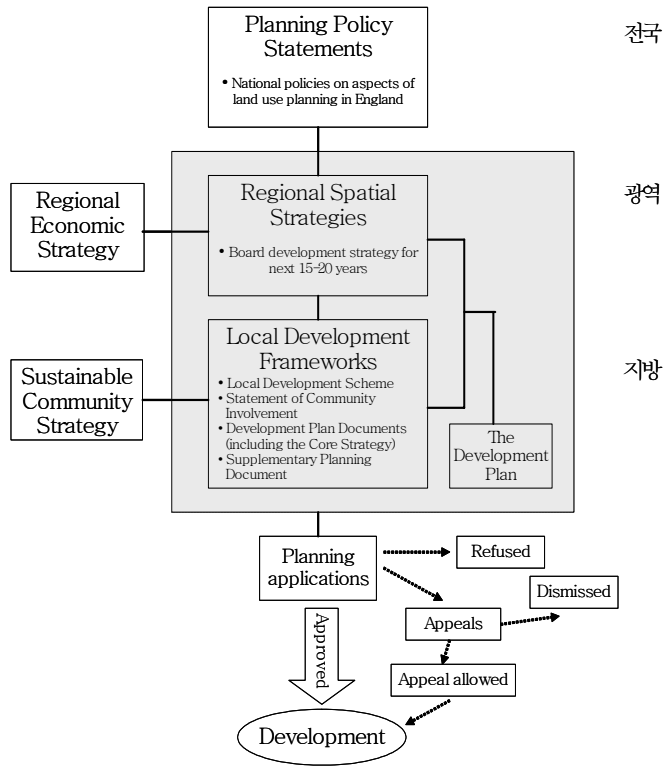 Planning Policy
Statements
• National policies on aspects of
land use planning in England
전국
Regional
Economic
Strategy
Regional Spatial
Strategies
• Board development strategy for
next 15-20 years
광역
Sustainable
Community
Strategy
Local Development
Frameworks
• Local Development Scheme
• Statement of Community
Involvement
• Development Plan Documents
(including the Core Strategy)
• Supplementary Planning
Document
지방
The
Development
Plan
Planning
applications
Refused
Dismissed
Appeals
Approved
Appeal allowed
Development